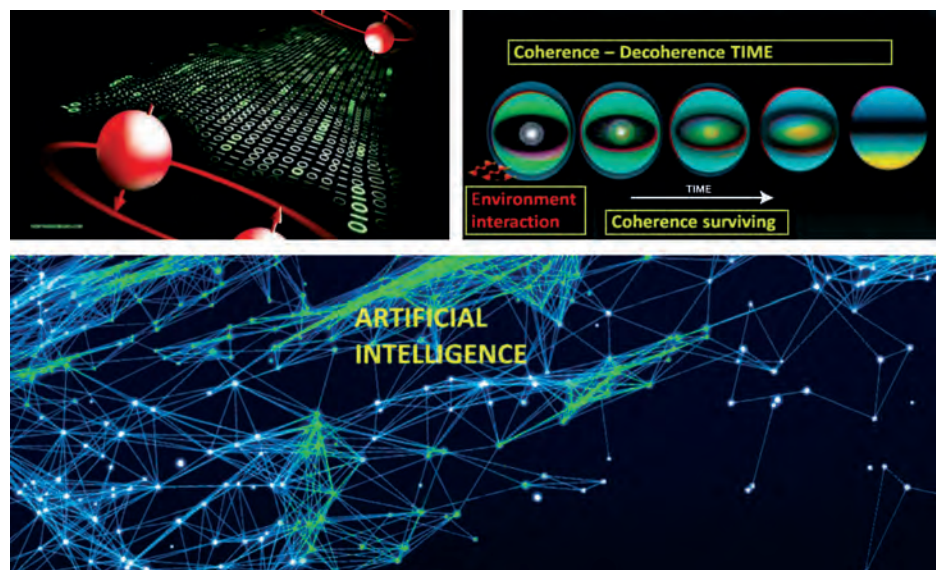 Coherence – Decoherence TIME
TIME
Environment
interaction
Coherence surviving
ARTIFICIAL
INTELLIGENCE